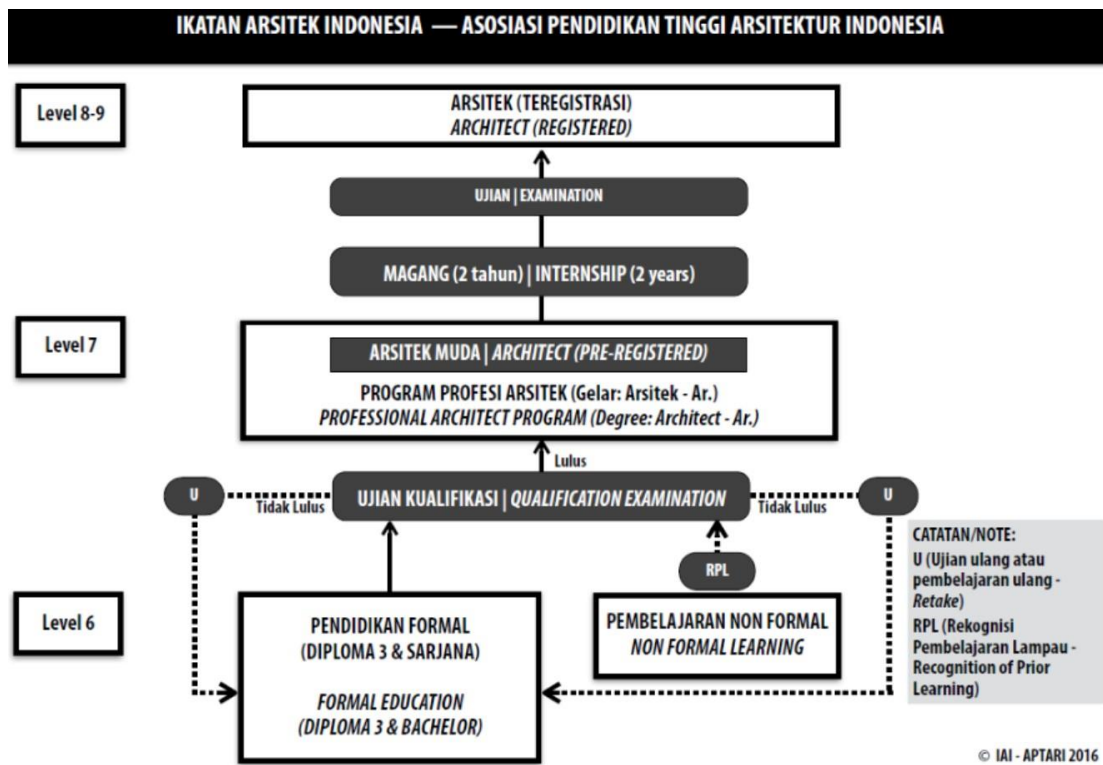 IKATAN ARSITEK INDONESIA — ASOSIASI PENDIDIKAN TINGGI ARSITEKTUR INDONESIA
Level 8-9
ARSITEK (TEREGISTRASI)
ARCHITECT (REGISTERED)
UJIAN | EXAMINATION
MAGANG (2 tahun) | INTERNSHIP (2 years)
Level 7
ARSITEK MUDA | ARCHITECT (PRE-REGISTERED)
PROGRAM PROFESI ARSITEK (Gelar: Arsitek - Ar.)
PROFESSIONAL ARCHITECT PROGRAM (Degree: Architect - Ar.)
Lulus
U
Tidak Lulus
UJIAN KUALIFIKASI | QUALIFICATION EXAMINATION
Tidak Lulus
U
RPL
Level 6
PENDIDIKAN FORMAL
(DIPLOMA 3 & SARJANA)
FORMAL EDUCATION
(DIPLOMA 3 & BACHELOR)
PEMBELAJARAN NON FORMAL
NON FORMAL LEARNING
CATATAN/NOTE:
U (Ujian ulang atau
pembelajaran ulang -
Retake)
RPL (Rekognisi
Pembelajaran Lampau -
Recognition of Prior
Learning)
© IAI - APTARI 2016